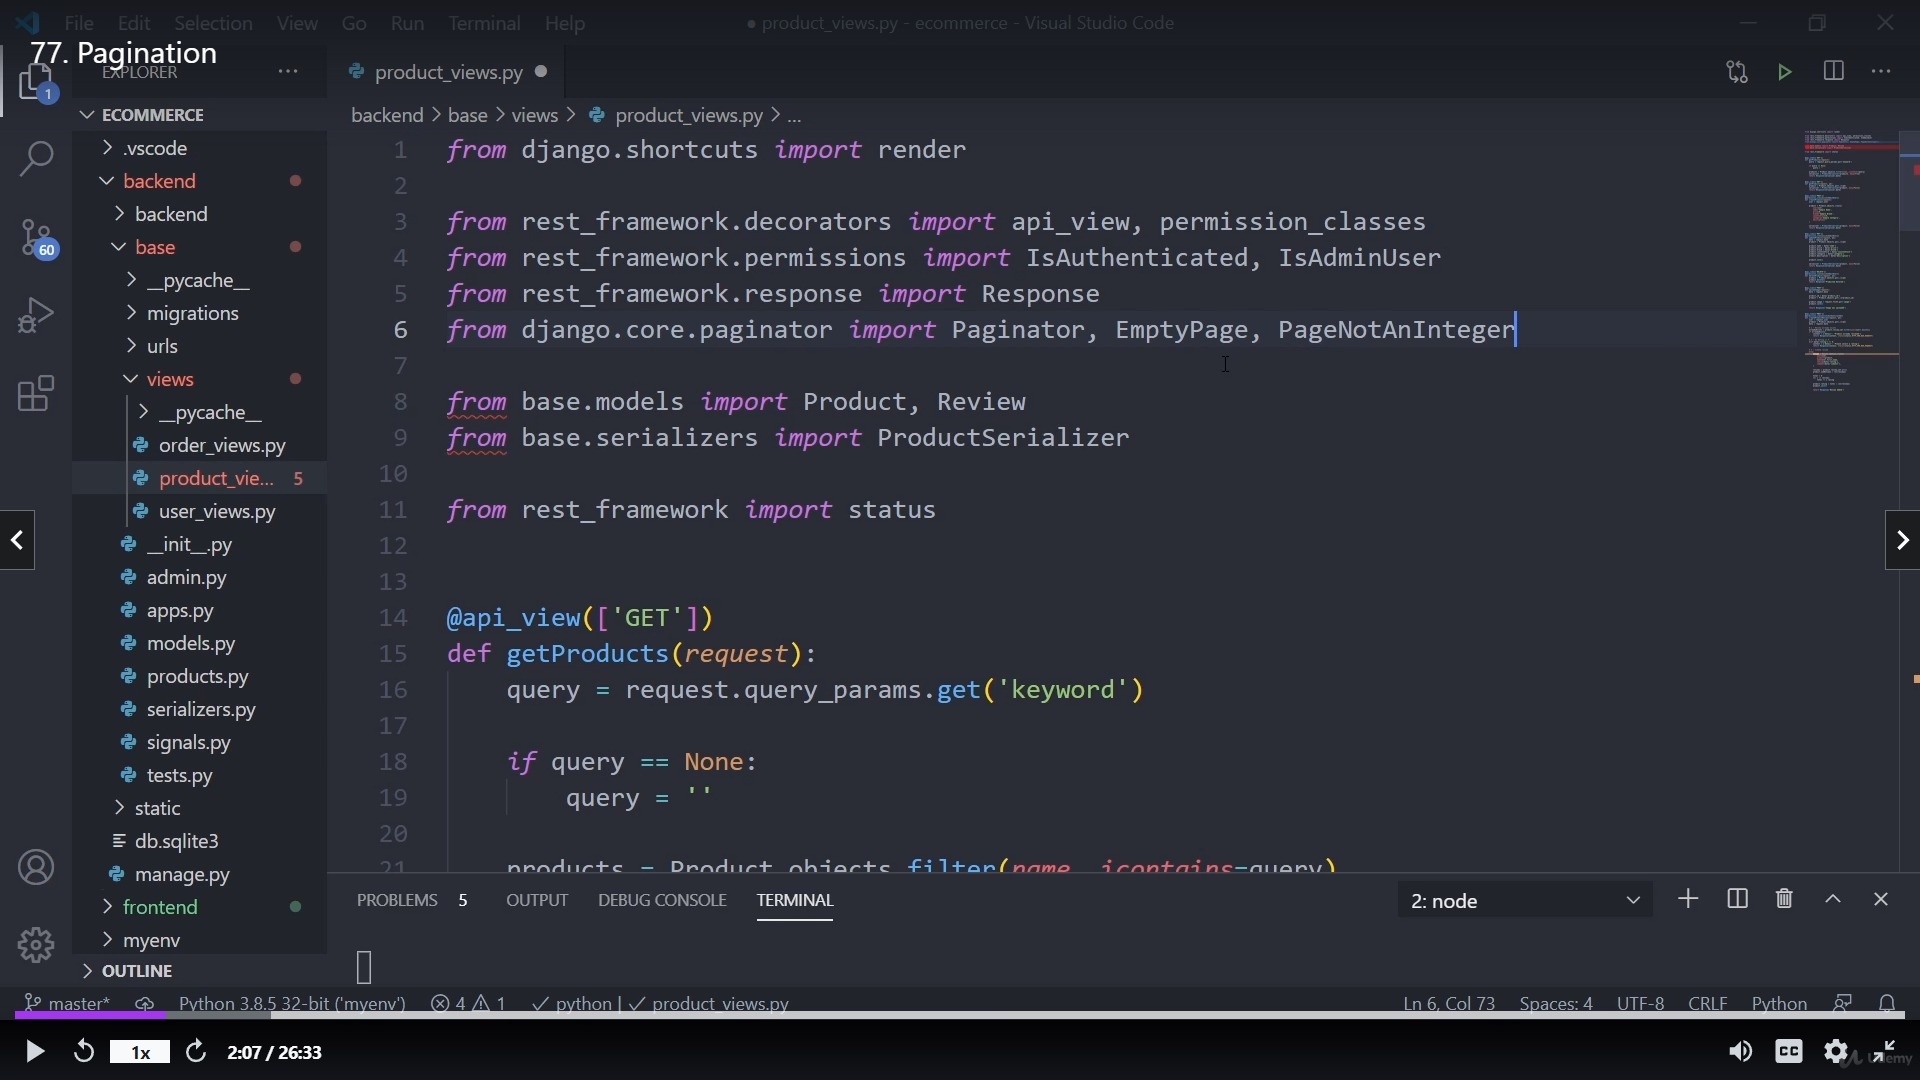 File Edit Selection View Go Run Terminal Help
● product_views.py - ecommerce - Visual Studio Code
77. Pagination
EXPLORER
product_views.py
1
60
ECOMMERCE
.vscode
backend
backend
base
__pycache__
migrations
urls
views
__pycache__
order_views.py
product_vie... 5
user_views.py
__init__.py
admin.py
apps.py
models.py
products.py
serializers.py
signals.py
tests.py
static
db.sqlite3
manage.py
frontend
myenv
OUTLINE
backend > base > views > product_views.py > ...
1 from django.shortcuts import render
2
3 from rest_framework.decorators import api_view, permission_classes
4 from rest_framework.permissions import IsAuthenticated, IsAdminUser
5 from rest_framework.response import Response
6 from django.core.paginator import Paginator, EmptyPage, PageNotAnInteger
7
8 from base.models import Product, Review
9 from base.serializers import ProductSerializer
10
11 from rest_framework import status
12
13
14 @api_view(['GET'])
15 def getProducts(request):
16 query = request.query_params.get('keyword')
17
18 if query == None:
19 query = ''
20
21 products = Product.objects.filter(name__icontains=query)
PROBLEMS 5 OUTPUT DEBUG CONSOLE TERMINAL
2: node
master* Python 3.8.5 32-bit ('myenv') 4 1 python | product_views.py
Ln 6, Col 73 Spaces: 4 UTF-8 CRLF Python
1x 2:07 / 26:33
CC
Udemy